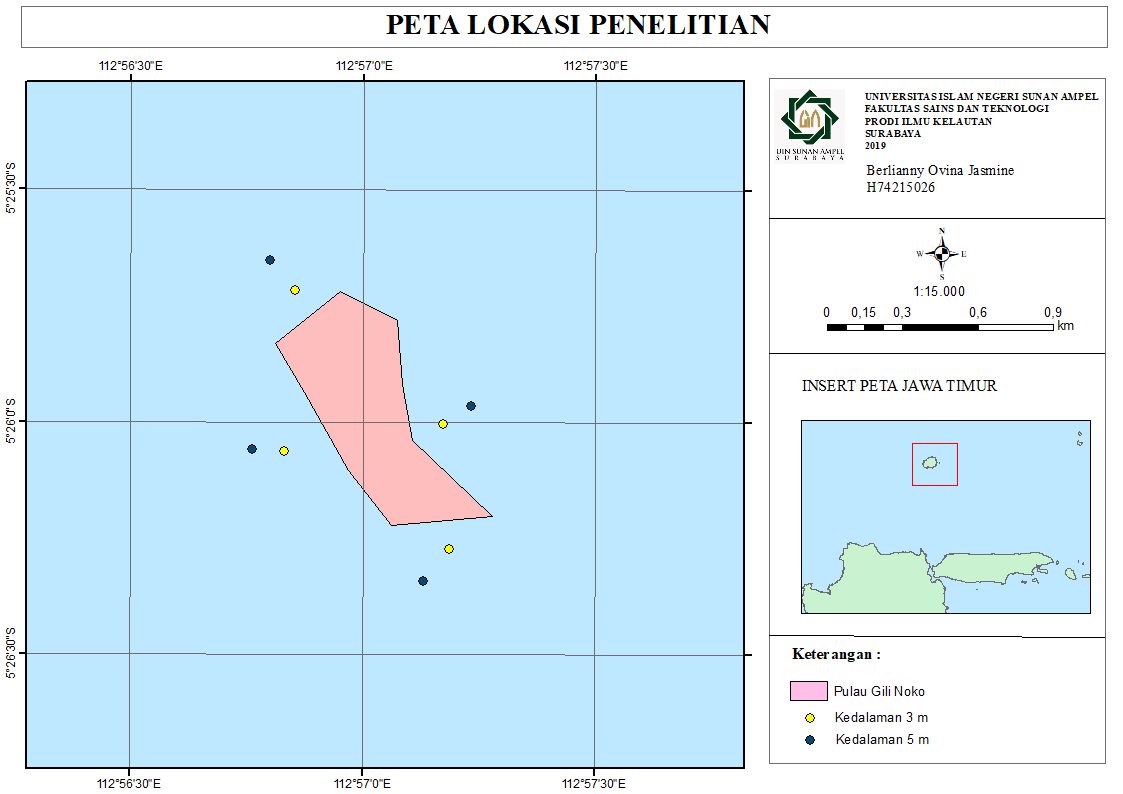 PETA LOKASI PENELITIAN
112°56'30"E 112°57'0"E 112°57'30"E
5°25'30"S
5°26'0"S
5°26'30"S
112°56'30"E 112°57'0"E 112°57'30"E
UIN SUNAN AMPEL
SURABAYA
UNIVERSITAS ISLAM NEGERI SUNAN AMPEL
FAKULTAS SAINS DAN TEKNOLOGI
PRODI ILMU KELAUTAN
SURABAYA
2019
Berlianny Ovina Jasmine
H74215026
N
W E
S
1:15.000
0 0,15 0,3 0,6 0,9
km
INSERT PETA JAWA TIMUR
Keterangan :
Pulau Gili Noko
Kedalaman 3 m
Kedalaman 5 m